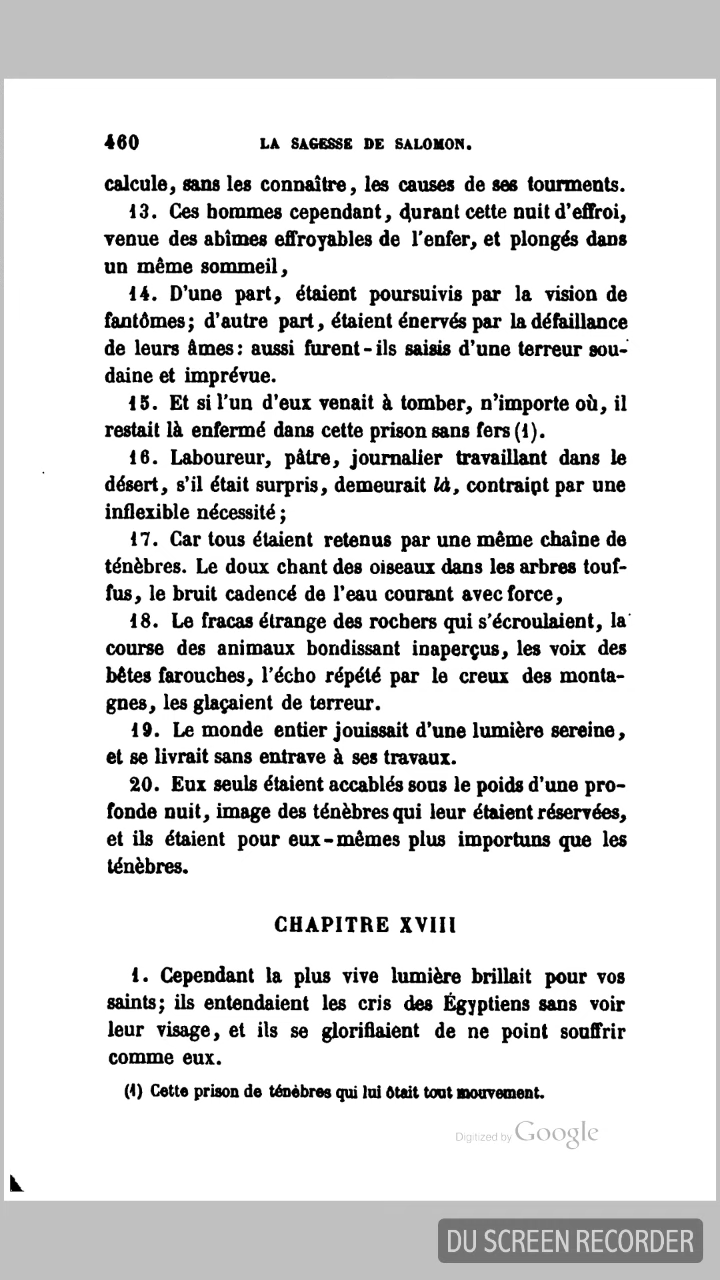 460 LA SAGESSE DE SALOMON.
calcule, sans les connaître, les causes de ses tourments.
13. Ces hommes cependant, durant cette nuit d'effroi,
venue des abîmes effroyables de l'enfer, et plongés dans
un même sommeil,
14. D'une part, étaient poursuivis par la vision de
fantômes; d'autre part, étaient énervés par la défaillance
de leurs âmes: aussi furent-ils saisis d'une terreur sou-
daine et imprévue.
15. Et si l'un d'eux venait à tomber, n'importe où, il
restait là enfermé dans cette prison sans fers (1).
16. Laboureur, pâtre, journalier travaillant dans le
désert, s'il était surpris, demeurait là, contraint par une
inflexible nécessité;
17. Car tous étaient retenus par une même chaîne de
ténèbres. Le doux chant des oiseaux dans les arbres touf-
fus, le bruit cadencé de l'eau courant avec force,
18. Le fracas étrange des rochers qui s'écroulaient, la
course des animaux bondissant inaperçus, les voix des
bêtes farouches, l'écho répété par le creux des monta-
gnes, les glaçaient de terreur.
19. Le monde entier jouissait d'une lumière sereine,
et se livrait sans entrave à ses travaux.
20. Eux seuls étaient accablés sous le poids d'une pro-
fonde nuit, image des ténèbres qui leur étaient réservées,
et ils étaient pour eux-mêmes plus importuns que les
ténèbres.
CHAPITRE XVIII
1. Cependant la plus vive lumière brillait pour vos
saints; ils entendaient les cris des Égyptiens sans voir
leur visage, et ils se glorifiaient de ne point souffrir
comme eux.
(1) Cette prison de ténèbres qui lui ôtait tout mouvement.
Digitized by Google
DU SCREEN RECORDER